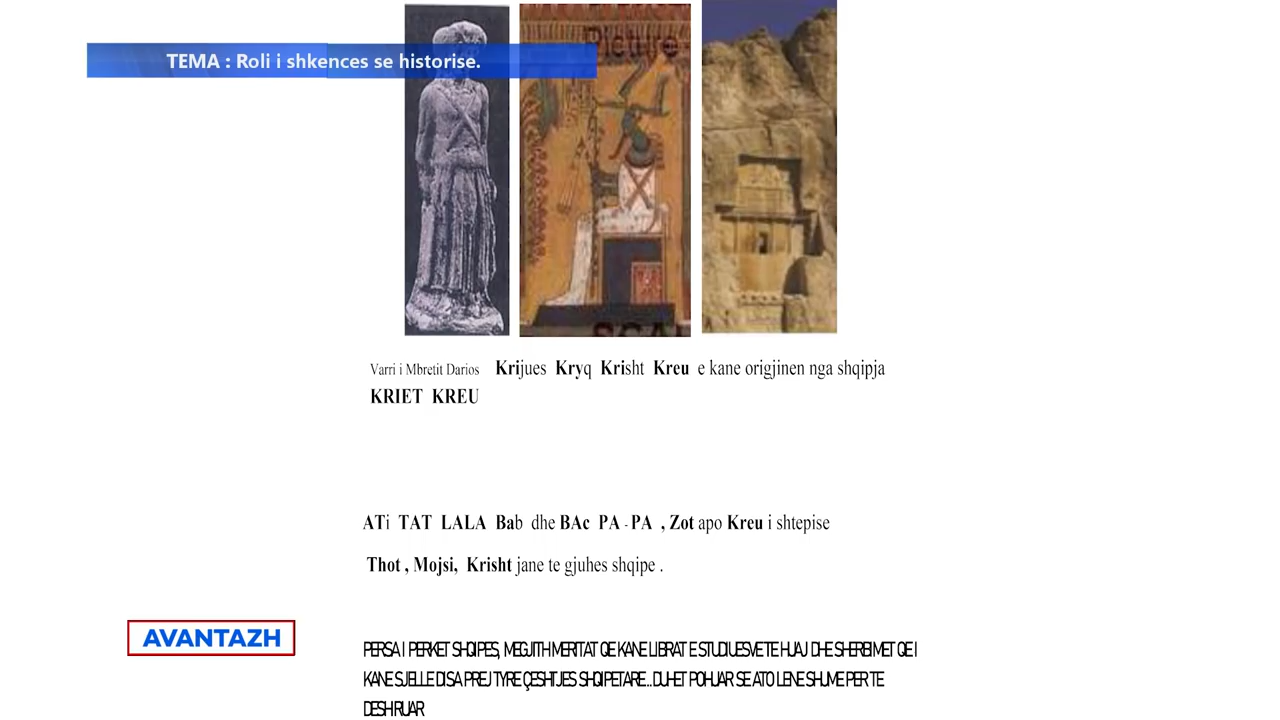 TEMA : Roli i shkences se historise.
Picture
Varri i Mbretit Darios Krijues Kryq Krisht Kreu e kane origjinen nga shqipja
KRIET KREU
ATi TAT LALA Bab dhe BAc PA - PA , Zot apo Kreu i shtepise
Thot , Mojsi, Krisht jane te gjuhes shqipe .
AVANTAZH
PERSA I PERKET SHQIPES, MEGJITH MERITAT QE KANE LIBRAT E STUDIUESVE TE HUAJ DHE SHERBIMET QE I
KANE SJELLE DISA PREJ TYRE ÇESHTJES SHQIPETARE.. DUHET POHUAR SE ATO LENE SHUME PER TE
DESHIRUAR